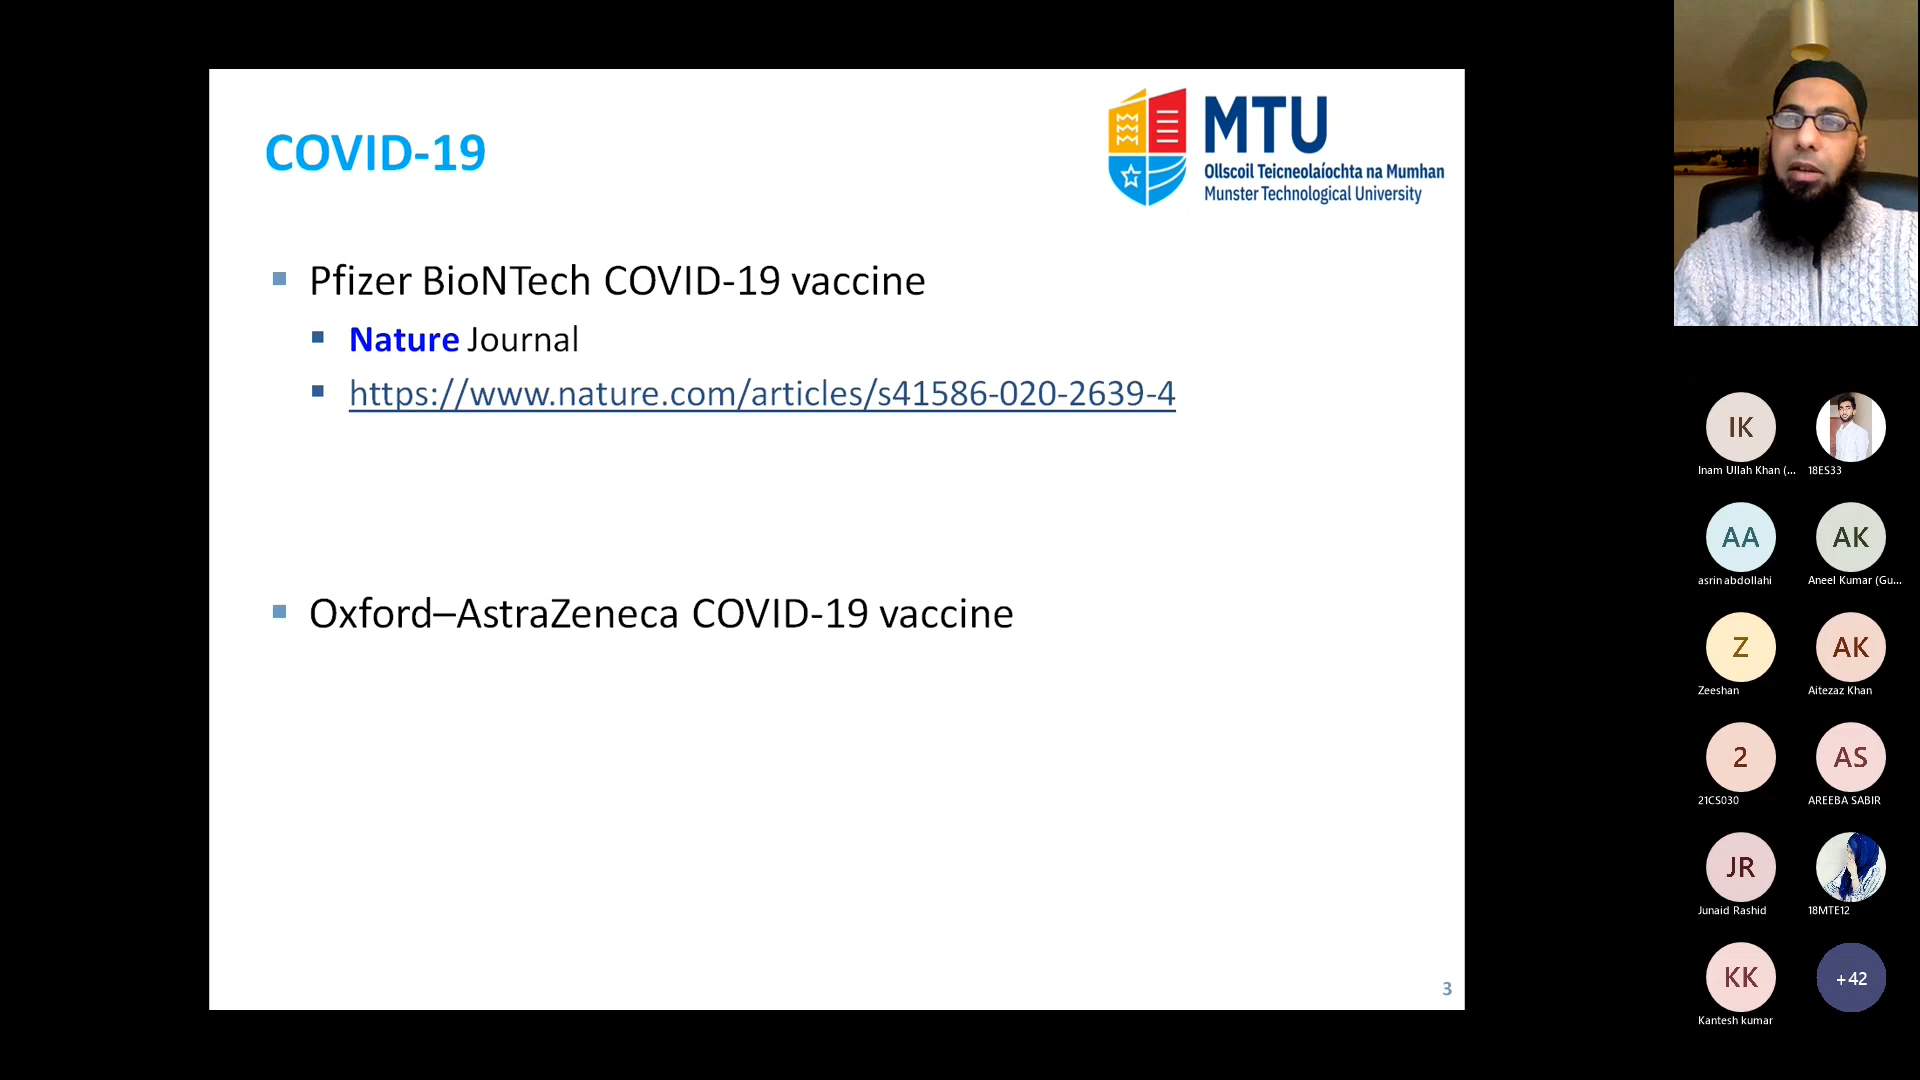 COVID-19
MTU
Ollscoil Teicneolaíochta na Mumhan
Munster Technological University
Pfizer BioNTech COVID-19 vaccine
Nature Journal
https://www.nature.com/articles/s41586-020-2639-4
Oxford–AstraZeneca COVID-19 vaccine
3
IK
Inam Ullah Khan (...
18ES33
AA
AK
asrin abdollahi
Aneel Kumar (Gu...
Z
AK
Zeeshan
Aitezaz Khan
2
AS
21CS030
AREEBA SABIR
JR
Junaid Rashid
18MTE12
KK
+42
Kantesh kumar